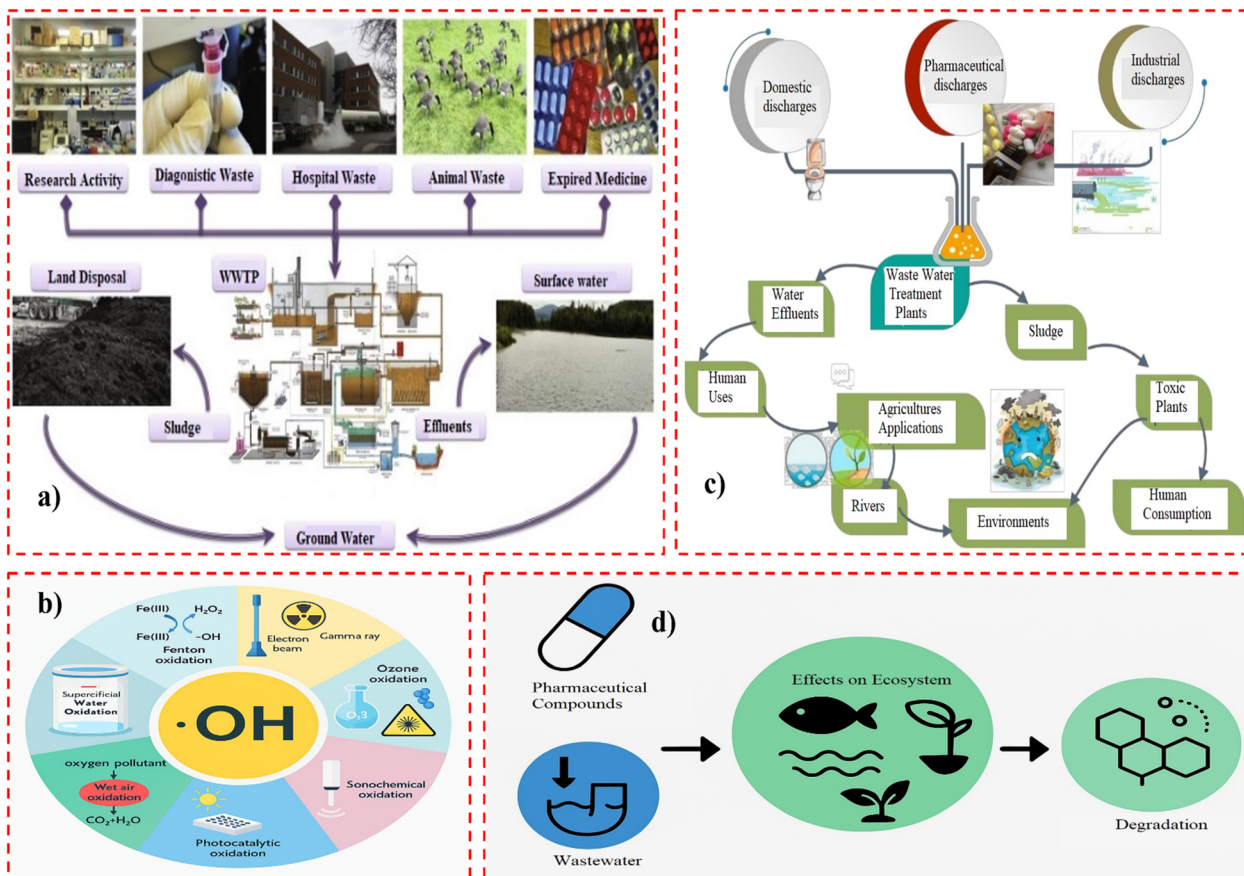 Research Activity
Diagonistic Waste
Hospital Waste
Animal Waste
Expired Medicine
Land Disposal
WWTP
Surface water
Sludge
Effluents
a)
Ground Water
c)
Domestic
discharges
Pharmaceutical
discharges
Industrial
discharges
Waste Water
Treatment
Plants
Water
Effluents
Sludge
Human
Uses
Agricultures
Applications
Toxic
Plants
Rivers
Environments
Human
Consumption
b)
Fe(III)
H₂O₂
Fe(III)
–OH
Fenton
oxidation
Electron
beam
Gamma ray
Ozone
oxidation
O₃3
Supercificial
Water
Oxidation
·OH
oxygen pollutant
Wet air
oxidation
CO₂+H₂O
Photocatalytic
oxidation
Sonochemical
oxidation
d)
Pharmaceutical
Compounds
Wastewater
Effects on Ecosystem
Degradation